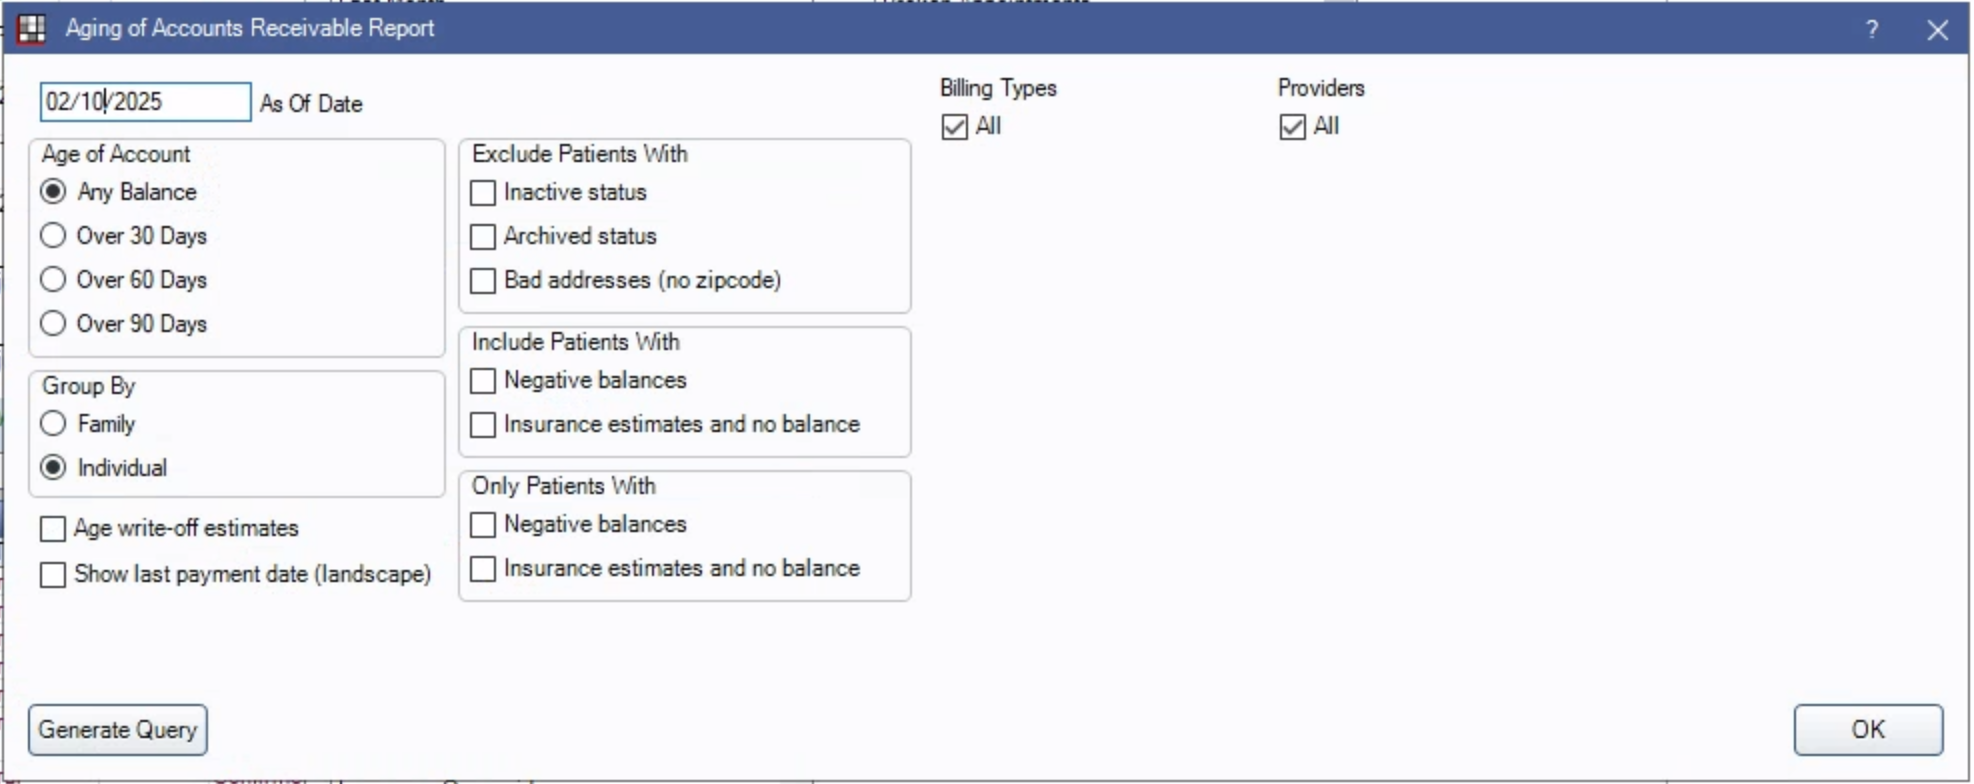 Aging of Accounts Receivable Report
?
02/10/2025 As Of Date
Age of Account
Any Balance
Over 30 Days
Over 60 Days
Over 90 Days
Group By
Family
Individual
Age write-off estimates
Show last payment date (landscape)
Exclude Patients With
Inactive status
Archived status
Bad addresses (no zipcode)
Include Patients With
Negative balances
Insurance estimates and no balance
Only Patients With
Negative balances
Insurance estimates and no balance
Billing Types
All
Providers
All
Generate Query
OK